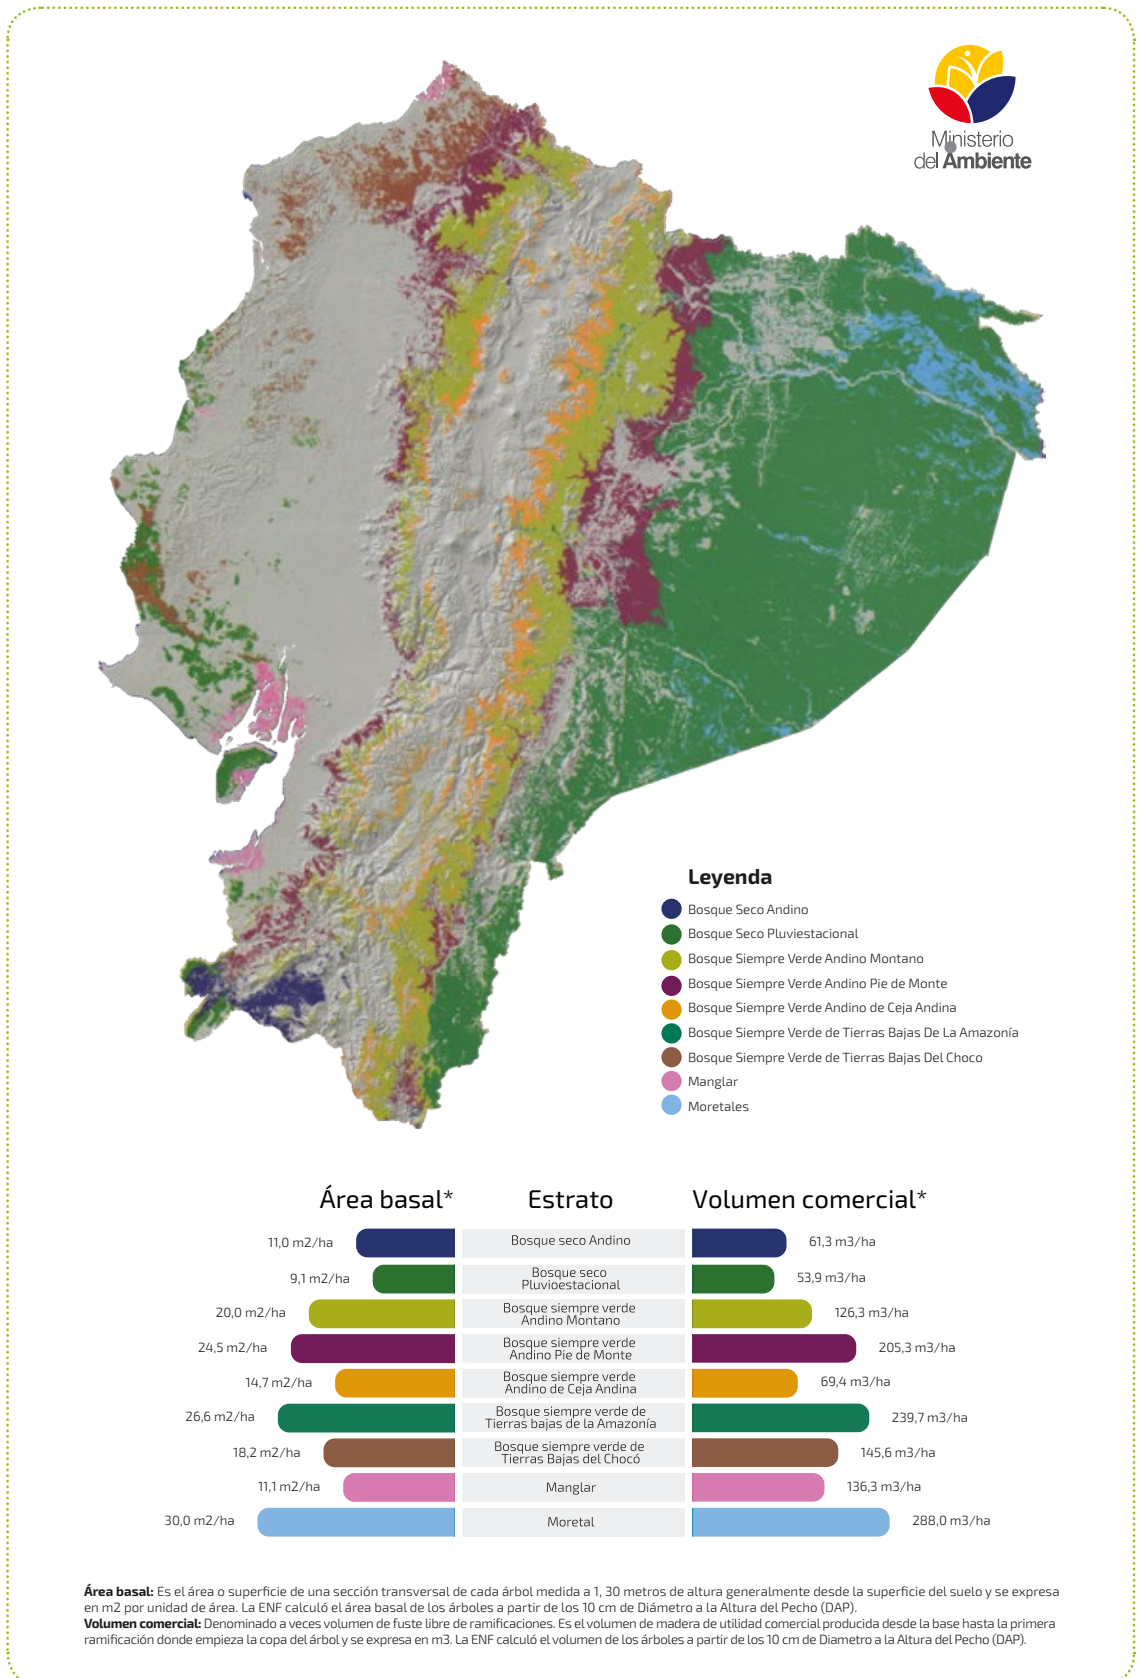 Ministerio
del Ambiente
Leyenda
Bosque Seco Andino
Bosque Seco Pluviestacional
Bosque Siempre Verde Andino Montano
Bosque Siempre Verde Andino Pie de Monte
Bosque Siempre Verde Andino de Ceja Andina
Bosque Siempre Verde de Tierras Bajas De La Amazonía
Bosque Siempre Verde de Tierras Bajas Del Choco
Manglar
Moretales
Área basal* Estrato Volumen comercial*
11,0 m2/ha Bosque seco Andino 61,3 m3/ha
9,1 m2/ha Bosque seco
Pluvioestacional 53,9 m3/ha
20,0 m2/ha Bosque siempre verde
Andino Montano 126,3 m3/ha
24,5 m2/ha Bosque siempre verde
Andino Pie de Monte 205,3 m3/ha
14,7 m2/ha Bosque siempre verde
Andino de Ceja Andina 69,4 m3/ha
26,6 m2/ha Bosque siempre verde de
Tierras bajas de la Amazonía 239,7 m3/ha
18,2 m2/ha Bosque siempre verde de
Tierras Bajas del Chocó 145,6 m3/ha
11,1 m2/ha Manglar 136,3 m3/ha
30,0 m2/ha Moretal 288,0 m3/ha
Área basal: Es el área o superficie de una sección transversal de cada árbol medida a 1, 30 metros de altura generalmente desde la superficie del suelo y se expresa
en m2 por unidad de área. La ENF calculó el área basal de los árboles a partir de los 10 cm de Diámetro a la Altura del Pecho (DAP).
Volumen comercial: Denominado a veces volumen de fuste libre de ramificaciones. Es el volumen de madera de utilidad comercial producida desde la base hasta la primera
ramificación donde empieza la copa del árbol y se expresa en m3. La ENF calculó el volumen de los árboles a partir de los 10 cm de Diametro a la Altura del Pecho (DAP).